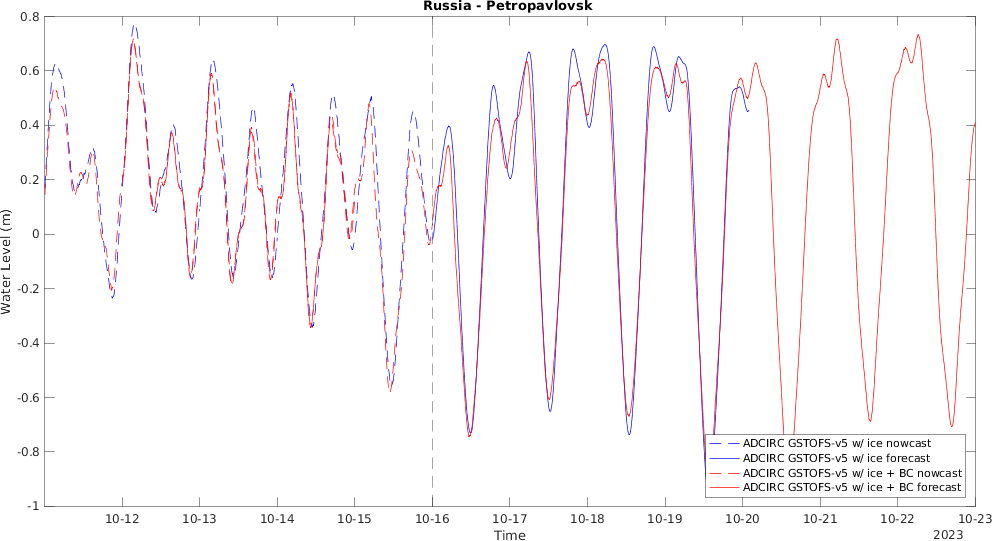 Russia - Petropavlovsk
0.8
0.6
0.4
0.2
0
-0.2
-0.4
-0.6
-0.8
-1
Water Level (m)
ADCIRC GSTOFS-v5 w/ ice nowcast
ADCIRC GSTOFS-v5 w/ ice forecast
ADCIRC GSTOFS-v5 w/ ice + BC nowcast
ADCIRC GSTOFS-v5 w/ ice + BC forecast
10-12 10-13 10-14 10-15 10-16 10-17 10-18 10-19 10-20 10-21 10-22 10-23
Time
2023